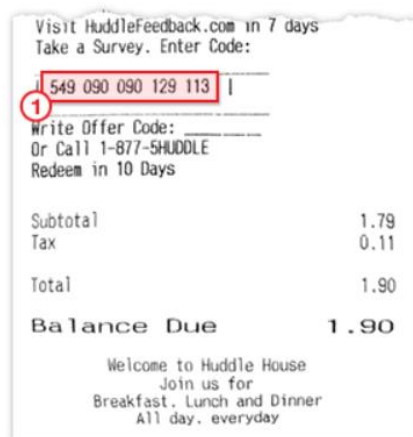 Visit HuddleFeedback.com in 7 days
Take a Survey. Enter Code:
| 549 090 090 129 113 |
1
Write Offer Code: ________
Or Call 1-877-5HUDDLE
Redeem in 10 Days
Subtotal 1.79
Tax 0.11
Total 1.90
Balance Due 1.90
Welcome to Huddle House
Join us for
Breakfast. Lunch and Dinner
All day. everyday